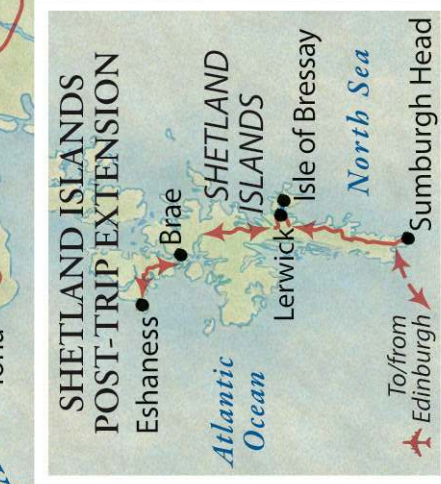 SHETLAND ISLANDS
POST-TRIP EXTENSION
Eshaness
Brae
SHETLAND
ISLANDS
Atlantic
Ocean
Lerwick
Isle of Bressay
North Sea
To/from
Edinburgh
Sumburgh Head